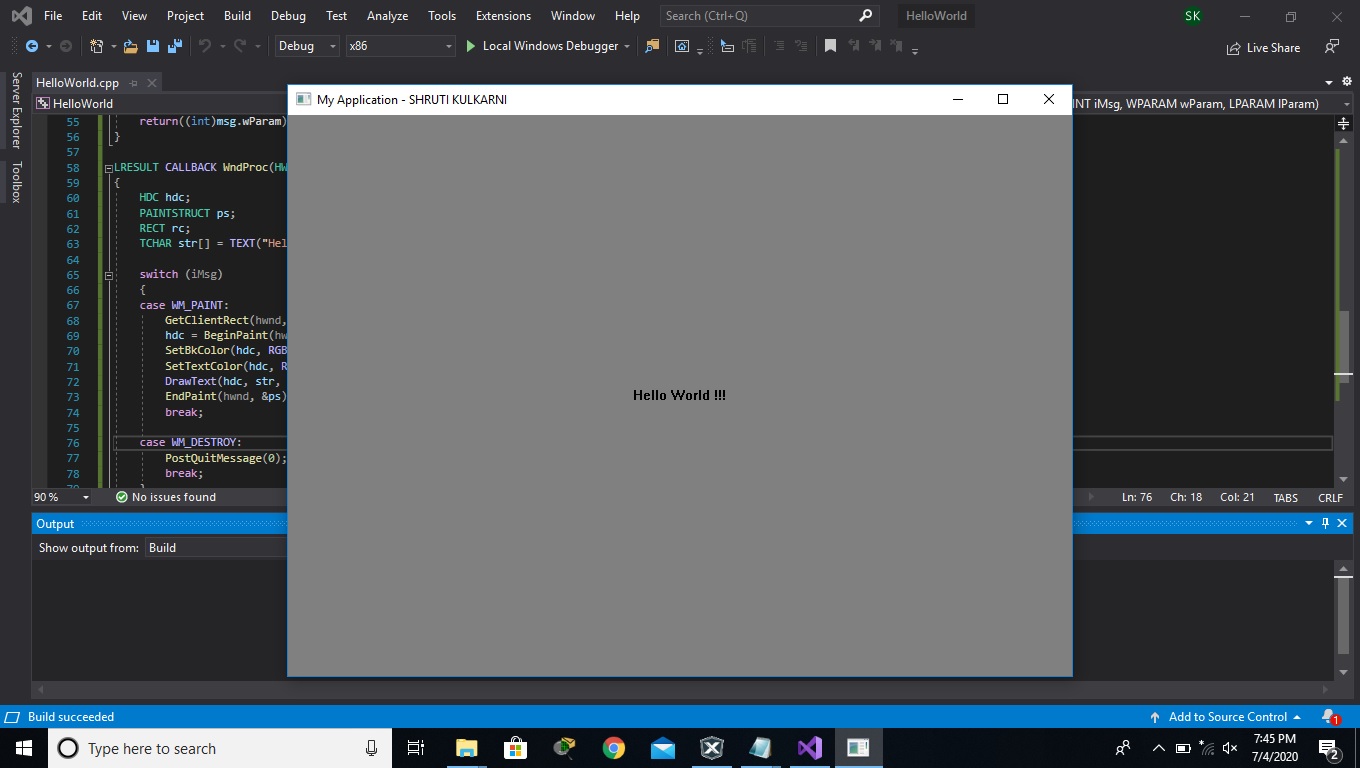 File Edit View Project Build Debug Test Analyze Tools Extensions Window Help Search (Ctrl+Q) HelloWorld SK
Debug x86 Local Windows Debugger Live Share
Server Explorer
Toolbox
HelloWorld.cpp
HelloWorld
INT iMsg, WPARAM wParam, LPARAM lParam)
My Application - SHRUTI KULKARNI
Hello World !!!
55 return((int)msg.wParam)
56 }
57
58 LRESULT CALLBACK WndProc(HW
59 {
60 HDC hdc;
61 PAINTSTRUCT ps;
62 RECT rc;
63 TCHAR str[] = TEXT("Hel
64
65 switch (iMsg)
66 {
67 case WM_PAINT:
68 GetClientRect(hwnd,
69 hdc = BeginPaint(hw
70 SetBkColor(hdc, RGB
71 SetTextColor(hdc, R
72 DrawText(hdc, str,
73 EndPaint(hwnd, &ps)
74 break;
75
76 case WM_DESTROY:
77 PostQuitMessage(0);
78 break;
90 % No issues found Ln: 76 Ch: 18 Col: 21 TABS CRLF
Output
Show output from: Build
Build succeeded Add to Source Control 1
Type here to search
7:45 PM
7/4/2020
2